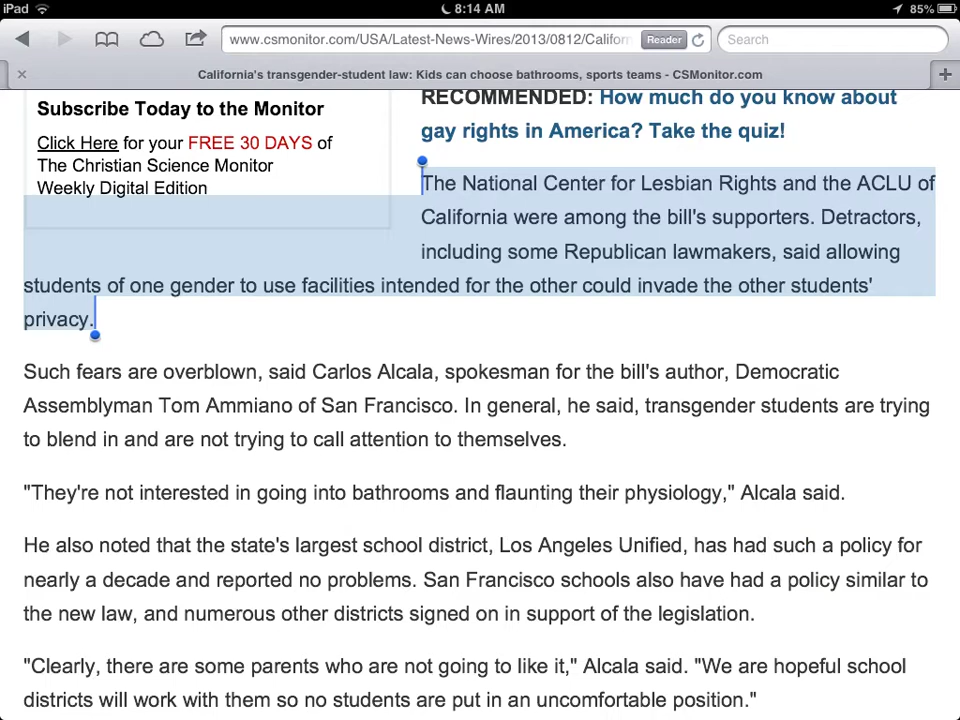 iPad 8:14 AM 85%
www.csmonitor.com/USA/Latest-News-Wires/2013/0812/Califor Reader Search
California's transgender-student law: Kids can choose bathrooms, sports teams - CSMonitor.com
Subscribe Today to the Monitor
Click Here for your FREE 30 DAYS of
The Christian Science Monitor
Weekly Digital Edition
RECOMMENDED: How much do you know about
gay rights in America? Take the quiz!
The National Center for Lesbian Rights and the ACLU of
California were among the bill's supporters. Detractors,
including some Republican lawmakers, said allowing
students of one gender to use facilities intended for the other could invade the other students'
privacy.
Such fears are overblown, said Carlos Alcala, spokesman for the bill's author, Democratic
Assemblyman Tom Ammiano of San Francisco. In general, he said, transgender students are trying
to blend in and are not trying to call attention to themselves.
"They're not interested in going into bathrooms and flaunting their physiology," Alcala said.
He also noted that the state's largest school district, Los Angeles Unified, has had such a policy for
nearly a decade and reported no problems. San Francisco schools also have had a policy similar to
the new law, and numerous other districts signed on in support of the legislation.
"Clearly, there are some parents who are not going to like it," Alcala said. "We are hopeful school
districts will work with them so no students are put in an uncomfortable position."